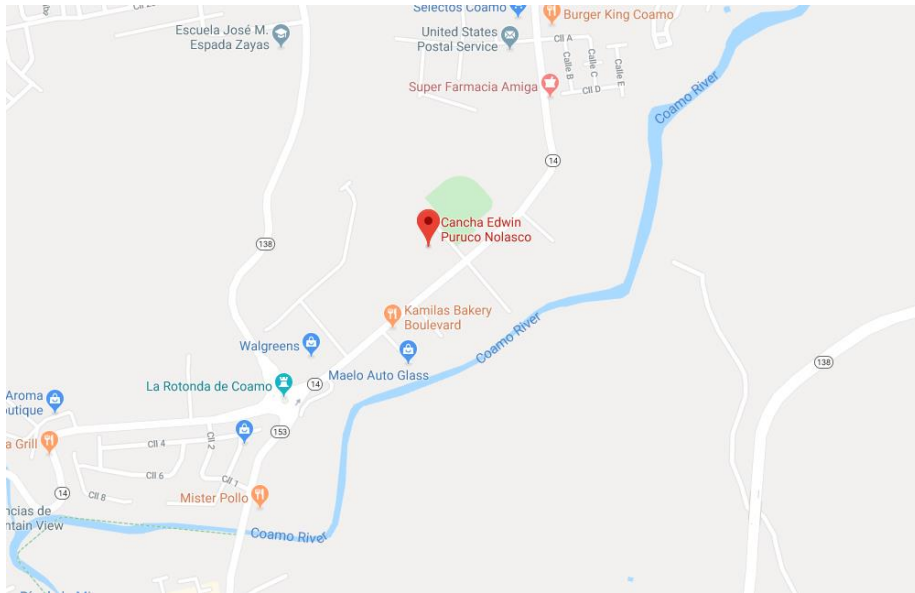 Selectos Coamo
Burger King Coamo
Escuela José M.
Espada Zayas
United States
Postal Service
Cll A
Calle B
Calle C
Calle E
Cll D
Super Farmacia Amiga
Coamo River
14
Cancha Edwin
Puruco Nolasco
138
Kamilas Bakery
Boulevard
Coamo River
Walgreens
Maelo Auto Glass
138
La Rotonda de Coamo
14
Aroma
153
Grill
Cll 4
Cll 2
Cll 6
Cll 1
Cll 8
14
Mister Pollo
ntain View
Coamo River